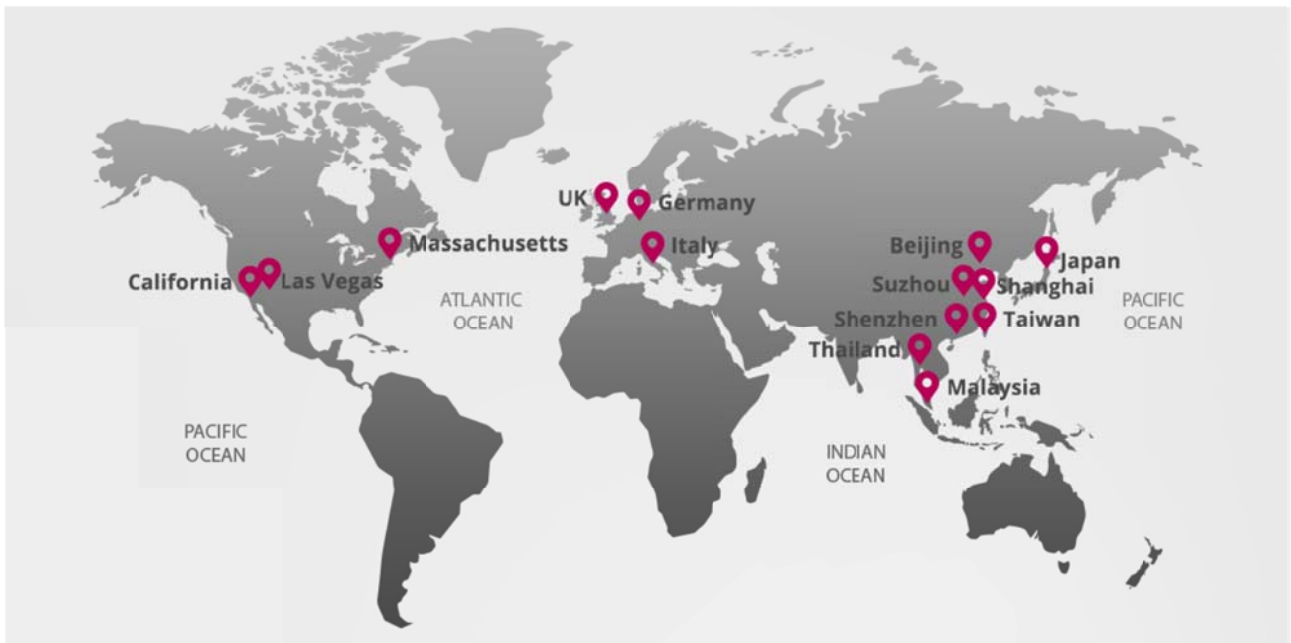 UK
Germany
Massachusetts
Italy
Beijing
Japan
California
Las Vegas
Suzhou
Shanghai
ATLANTIC
OCEAN
PACIFIC
OCEAN
Shenzhen
Taiwan
Thailand
Malaysia
PACIFIC
OCEAN
INDIAN
OCEAN